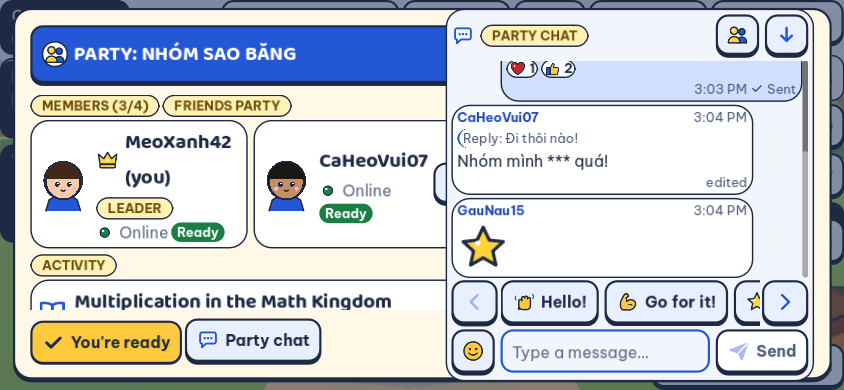 PARTY: NHÓM SAO BĂNG
MEMBERS (3/4)
FRIENDS PARTY
MeoXanh42
(you)
LEADER
Online
Ready
CaHeoVui07
Online
Ready
ACTIVITY
Multiplication in the Math Kingdom
You're ready
Party chat
PARTY CHAT
1
2
3:03 PM ✓ Sent
CaHeoVui07 3:04 PM
Reply: Đi thôi nào!
Nhóm mình *** quá!
edited
GauNau15 3:04 PM
Hello!
Go for it!
Type a message...
Send